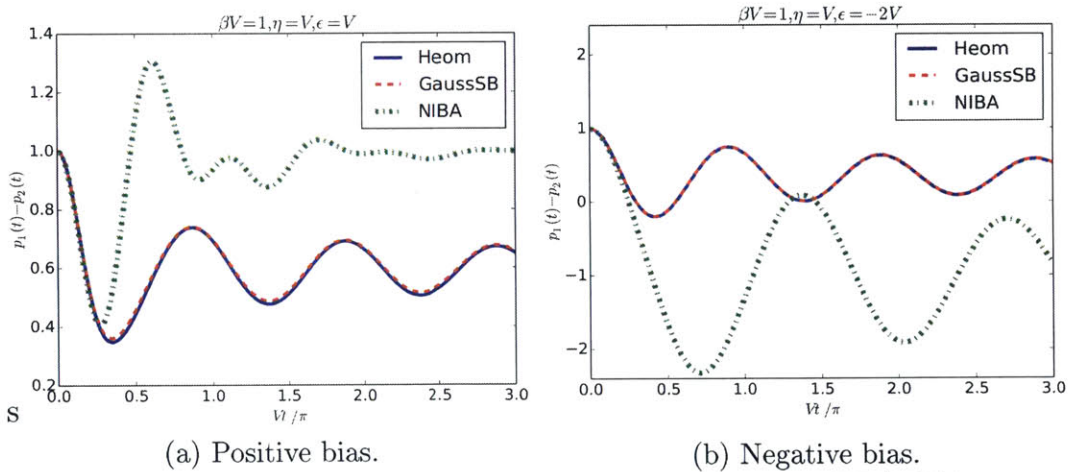 βV=1,η=V,ϵ=V
1.4
1.2
1.0
0.8
0.6
0.4
0.2
p₁(t)−p₂(t)
Heom
GaussSB
NIBA
0.0 0.5 1.0 1.5 2.0 2.5 3.0
Vt/π
s
(a) Positive bias.
βV=1,η=V,ϵ=−2V
2
1
0
−1
−2
p₁(t)−p₂(t)
Heom
GaussSB
NIBA
0.0 0.5 1.0 1.5 2.0 2.5 3.0
Vt/π
(b) Negative bias.